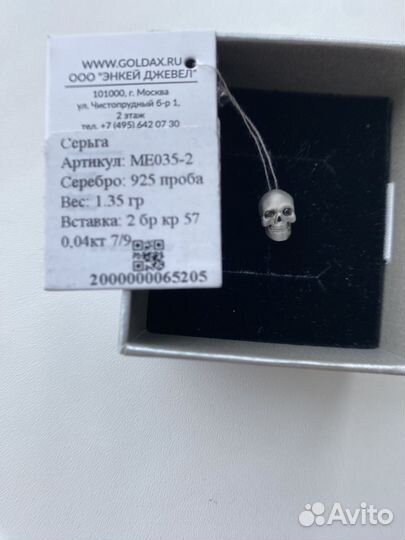 WWW.GOLDAX.RU
ООО "ЭНКЕЙ ДЖЕВЕЛ"
101000, г. Москва
ул. Чистопрудный б-р 1,
2 этаж
тел. +7 (495) 642 07 30
Серьга
Артикул: ME035-2
Серебро: 925 проба
Вес: 1.35 гр
Вставка: 2 бр кр 57
0,04кт 7/9
2000000065205
Avito